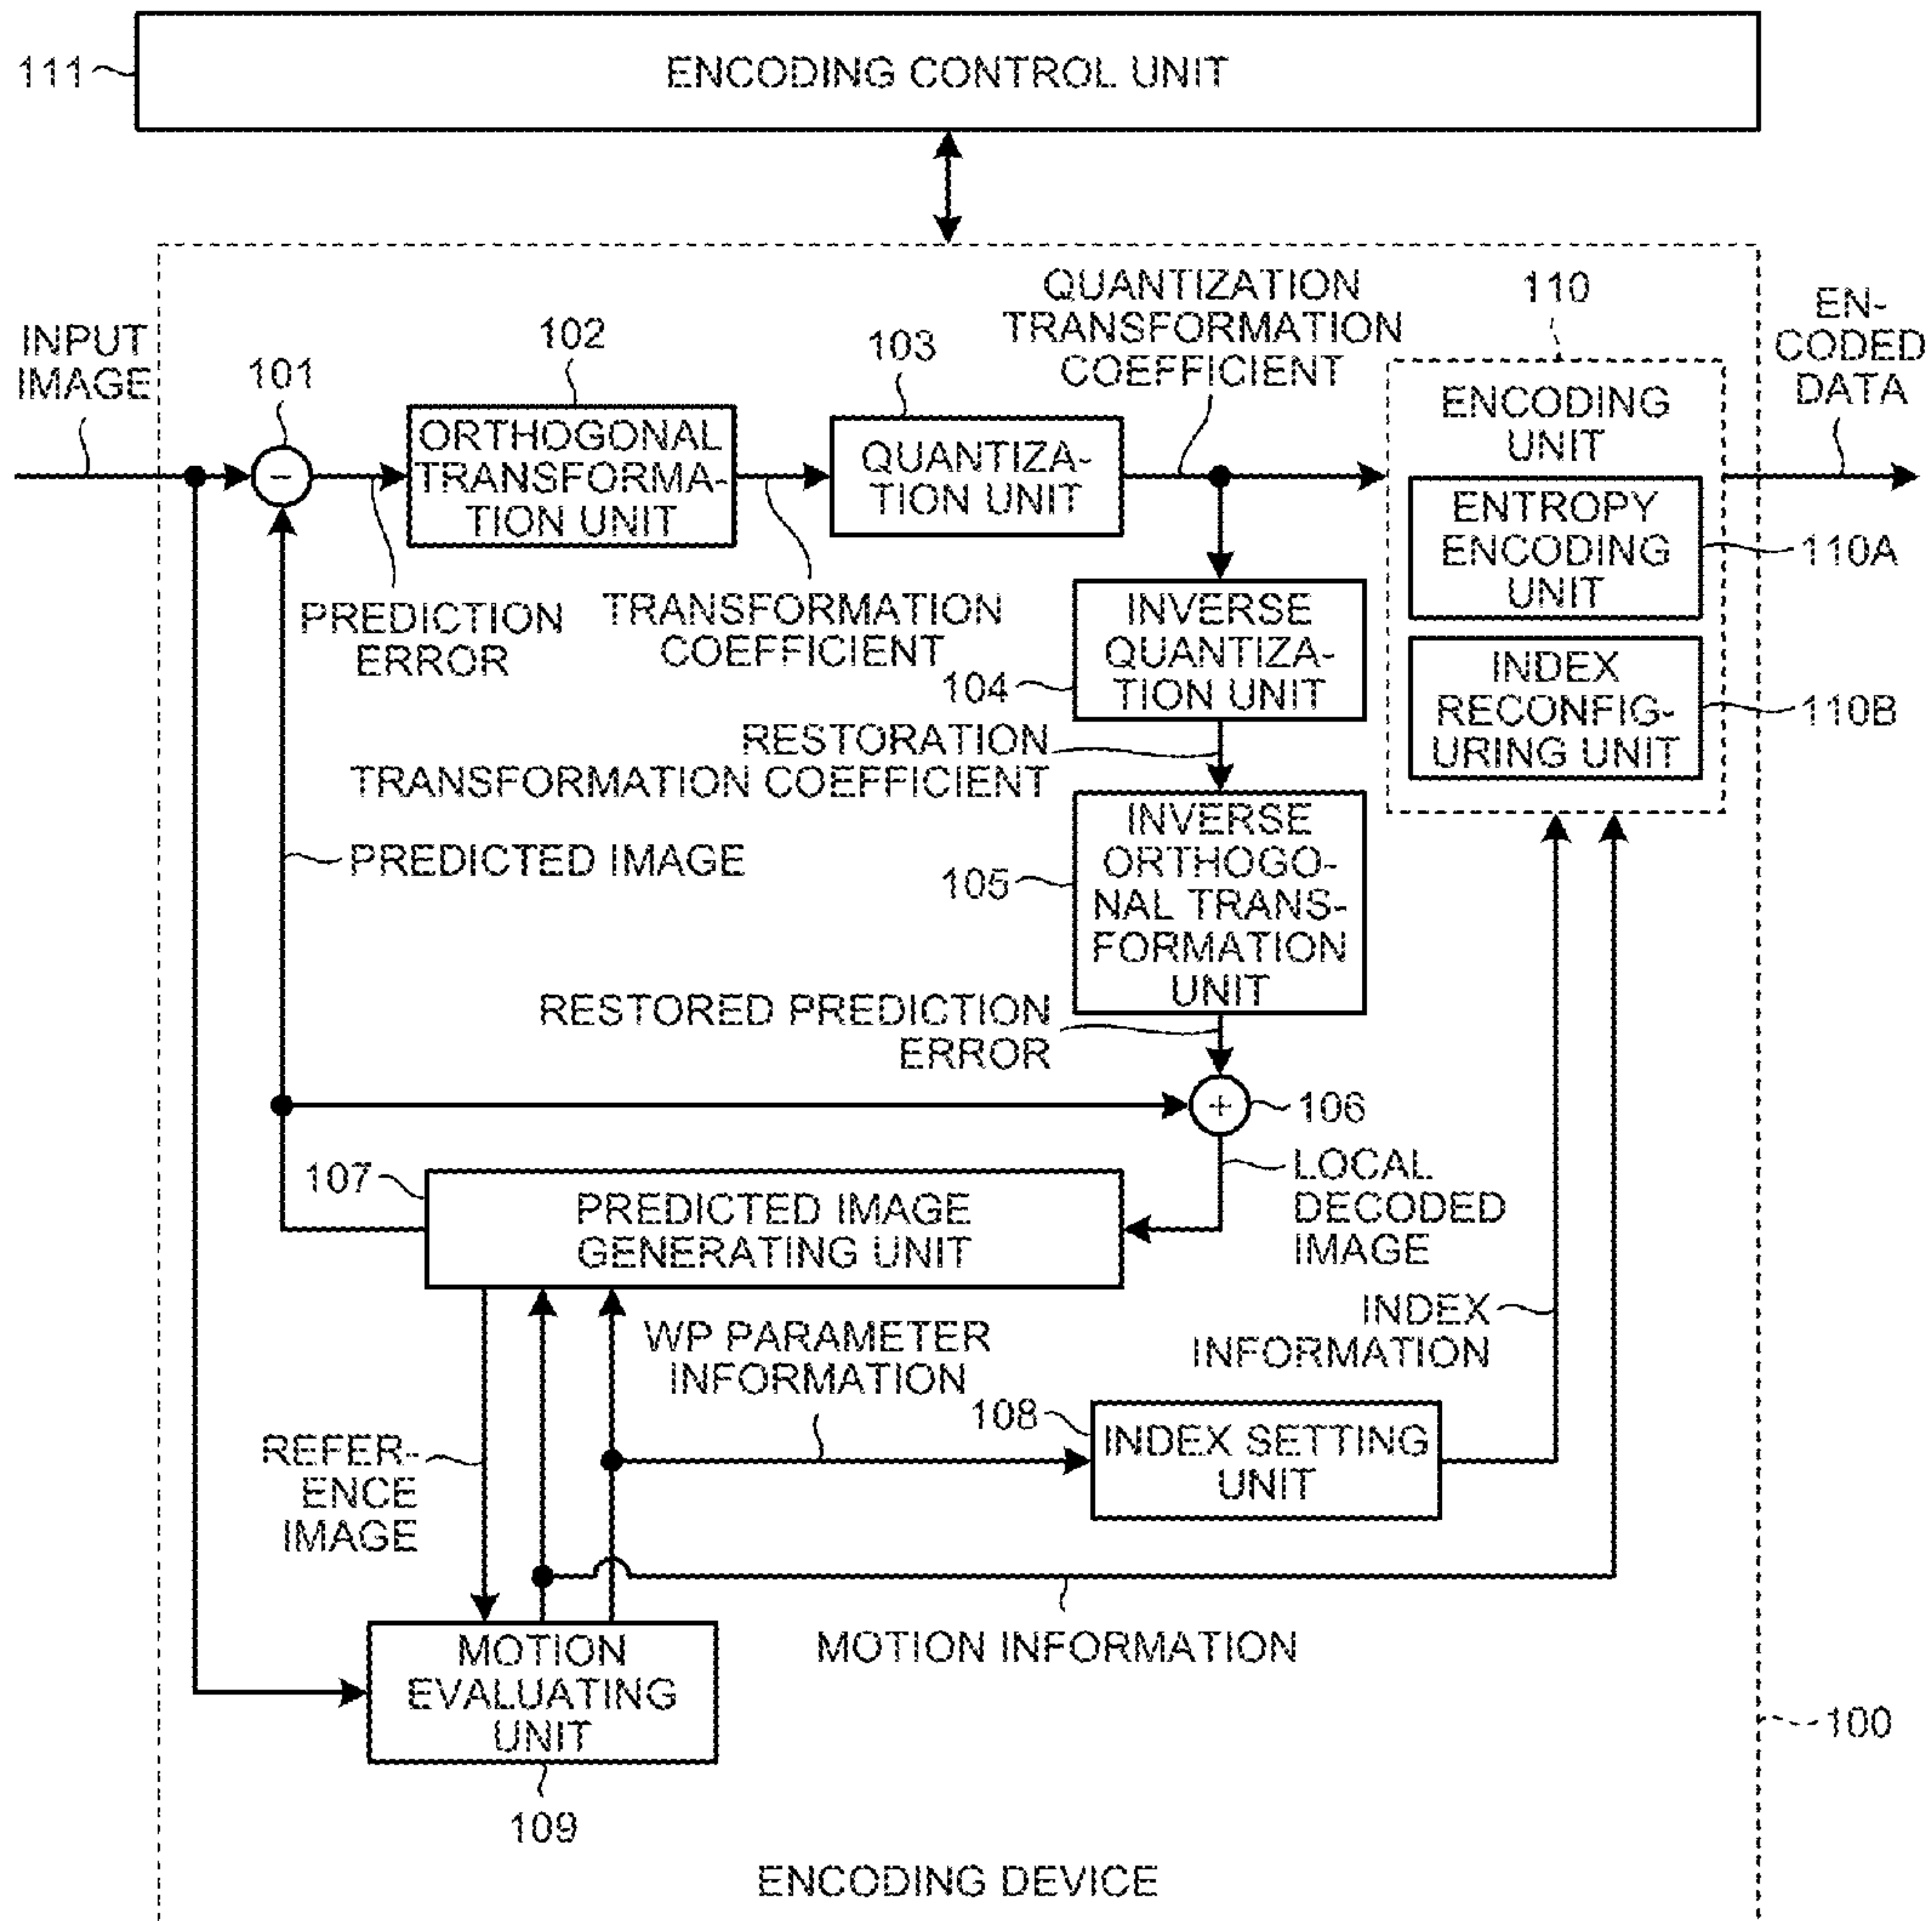 111
ENCODING CONTROL UNIT
INPUT
IMAGE
101
102
ORTHOGONAL
TRANSFORMA-
TION UNIT
103
QUANTIZA-
TION UNIT
QUANTIZATION
TRANSFORMATION
COEFFICIENT
110
ENCODING
UNIT
EN-
CODED
DATA
−
ENTROPY
ENCODING
UNIT
110A
INDEX
RECONFIG-
URING UNIT
110B
PREDICTION
ERROR
TRANSFORMATION
COEFFICIENT
INVERSE
QUANTIZA-
TION UNIT
104
RESTORATION
TRANSFORMATION COEFFICIENT
INVERSE
ORTHOGO-
NAL TRANS-
FORMATION
UNIT
105
PREDICTED IMAGE
RESTORED PREDICTION
ERROR
+
106
LOCAL
DECODED
IMAGE
107
PREDICTED IMAGE
GENERATING UNIT
INDEX
INFORMATION
WP PARAMETER
INFORMATION
108
INDEX SETTING
UNIT
REFER-
ENCE
IMAGE
MOTION
EVALUATING
UNIT
109
MOTION INFORMATION
100
ENCODING DEVICE